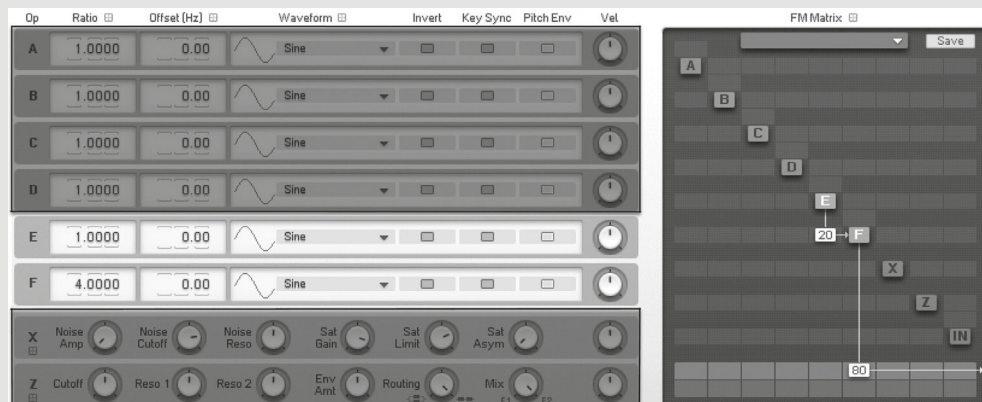 Op Ratio Offset (Hz) Waveform Invert Key Sync Pitch Env Vel FM Matrix
Save
A 1.0000 0.00 Sine
B 1.0000 0.00 Sine
C 1.0000 0.00 Sine
D 1.0000 0.00 Sine
E 1.0000 0.00 Sine
F 4.0000 0.00 Sine
X Noise Amp Noise Cutoff Noise Reso Sat Gain Sat Limit Sat Asym
Z Cutoff Reso 1 Reso 2 Env Amt Routing Mix
F1 F2
A
B
C
D
E
20 F
X
Z
IN
80